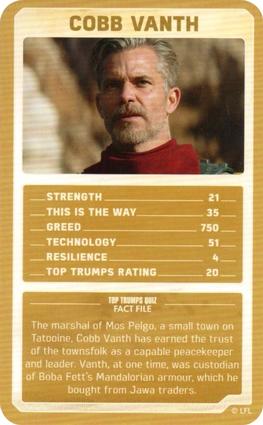 COBB VANTH
STRENGTH 21
THIS IS THE WAY 35
GREED 750
TECHNOLOGY 51
RESILIENCE 4
TOP TRUMPS RATING 20
TOP TRUMPS QUIZ
FACT FILE
The marshal of Mos Pelgo, a small town on
Tatooine, Cobb Vanth has earned the trust
of the townsfolk as a capable peacekeeper
and leader. Vanth, at one time, was custodian
of Boba Fett's Mandalorian armour, which he
bought from Jawa traders.
© LFL